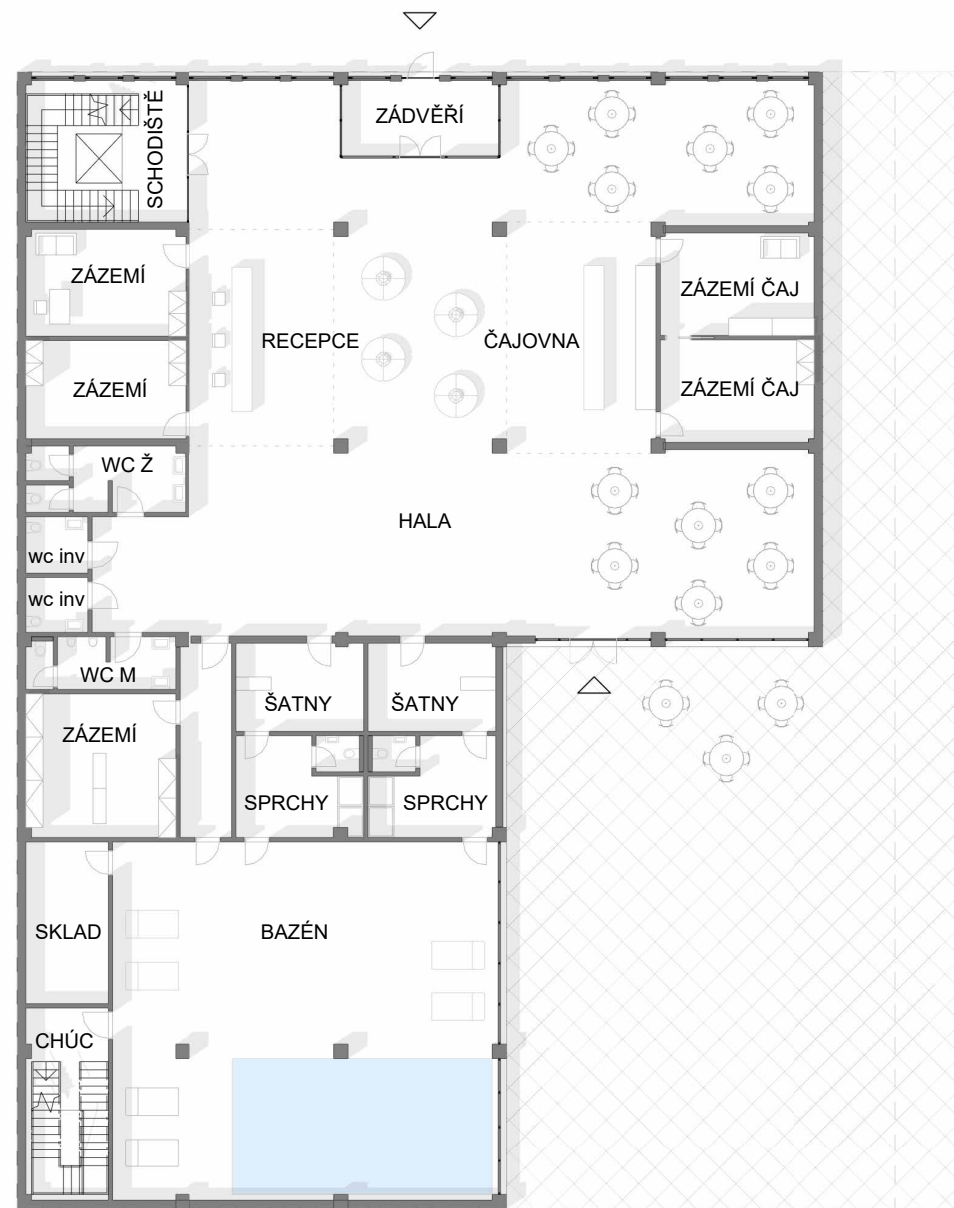 ZÁDVĚŘÍ
SCHODIŠTĚ
ZÁZEMÍ
ZÁZEMÍ ČAJ
RECEPCE
ČAJOVNA
ZÁZEMÍ
ZÁZEMÍ ČAJ
WC Ž
HALA
wc inv
wc inv
WC M
ŠATNY
ŠATNY
ZÁZEMÍ
SPRCHY
SPRCHY
SKLAD
BAZÉN
CHÚC